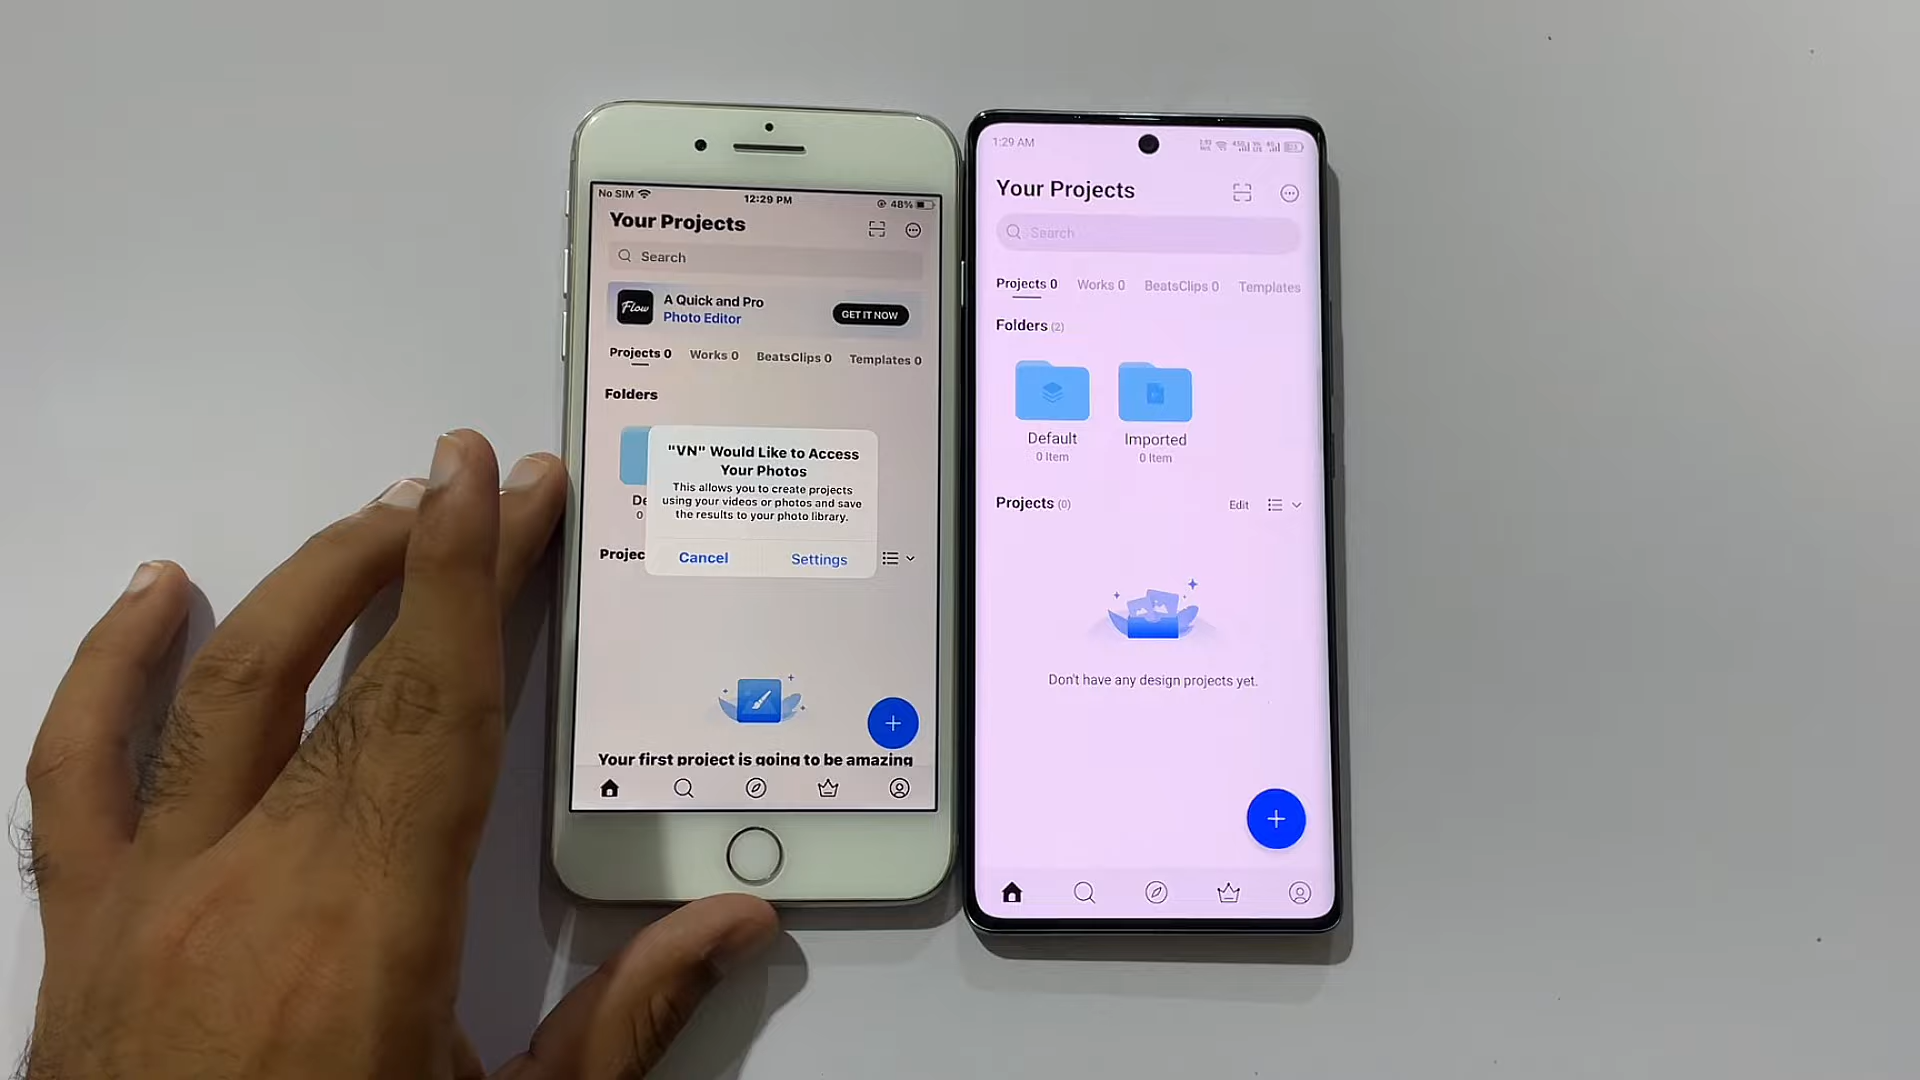 No SIM
12:29 PM
48%
Your Projects
Search
Flow
A Quick and Pro
Photo Editor
GET IT NOW
Projects 0
Works 0
BeatsClips 0
Templates 0
Folders
De
0
"VN" Would Like to Access
Your Photos
This allows you to create projects
using your videos or photos and save
the results to your photo library.
Cancel
Settings
Projec
Your first project is going to be amazing
1:29 AM
Your Projects
Search
Projects 0
Works 0
BeatsClips 0
Templates
Folders (2)
Default
0 Item
Imported
0 Item
Projects (0)
Edit
Don't have any design projects yet.